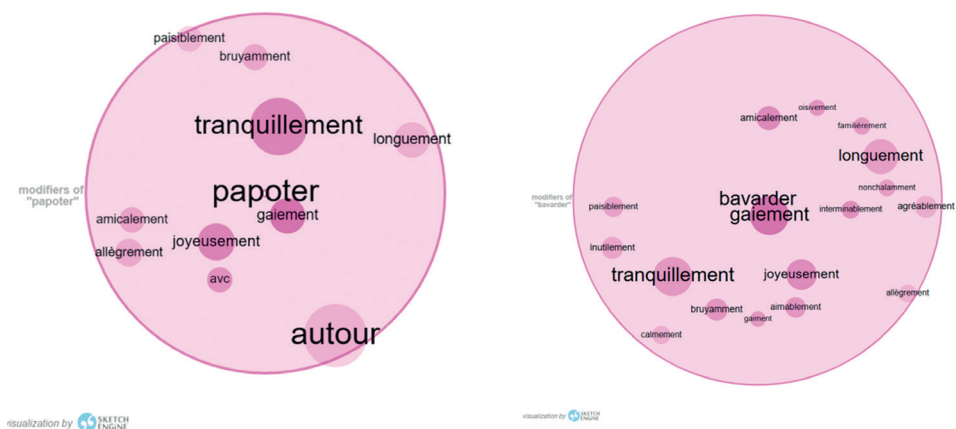 paisiblement
bruyamment
tranquillement
longuement
modifiers of
"papoter"
papoter
gaiement
amicalement
joyeusement
allègrement
avc
autour
visualization by SKETCH
ENGINE
oisivement
amicalement
familièrement
longuement
nonchalamment
modifiers of
"bavarder"
bavarder
gaiement
paisiblement
interminablement
agréablement
inutilement
tranquillement
joyeusement
allègrement
bruyamment
aimablement
gaiment
calmement
visualization by SKETCH
ENGINE